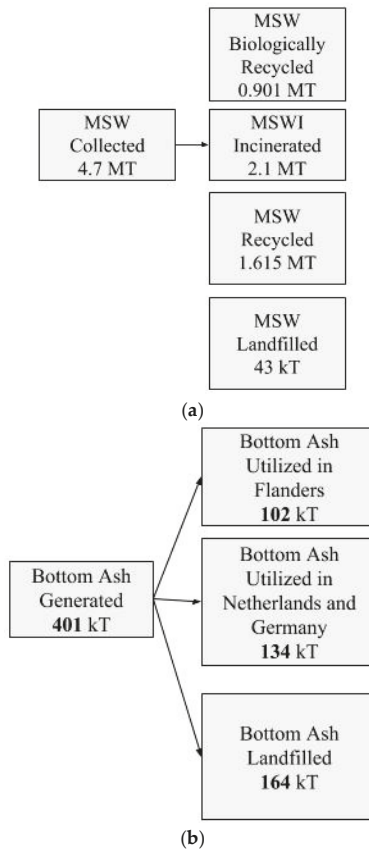 MSW
Biologically
Recycled
0.901 MT
MSW
Collected
4.7 MT
MSWI
Incinerated
2.1 MT
MSW
Recycled
1.615 MT
MSW
Landfilled
43 kT
(a)
Bottom Ash
Utilized in
Flanders
102 kT
Bottom Ash
Generated
401 kT
Bottom Ash
Utilized in
Netherlands and
Germany
134 kT
Bottom Ash
Landfilled
164 kT
(b)